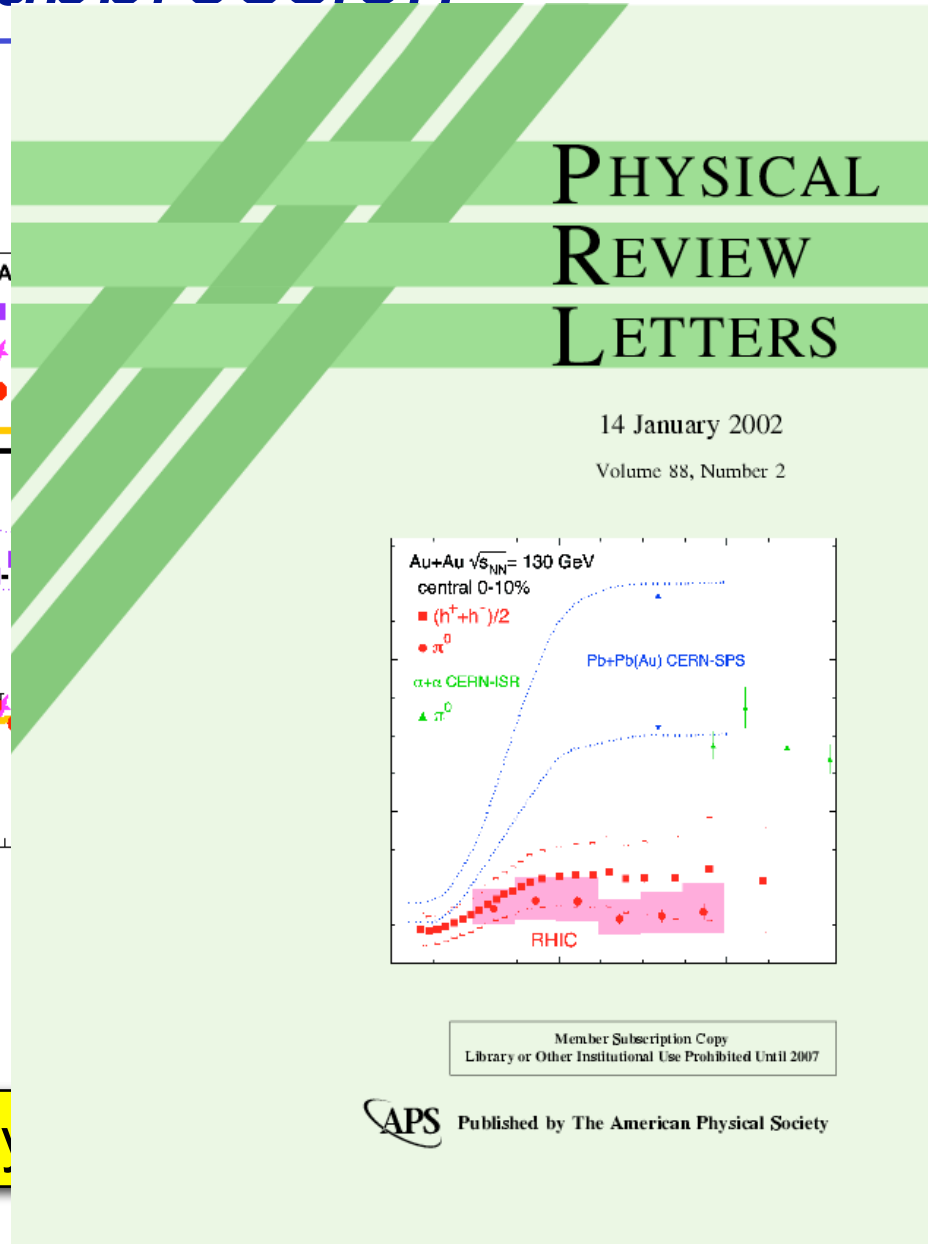 PHYSICAL
REVIEW
LETTERS
14 January 2002
Volume 88, Number 2
Au+Au √sNN= 130 GeV
central 0-10%
(h⁺+h⁻)/2
π⁰
α+α CERN-ISR
π⁰
Pb+Pb(Au) CERN-SPS
RHIC
Member Subscription Copy
Library or Other Institutional Use Prohibited Until 2007
APS Published by The American Physical Society